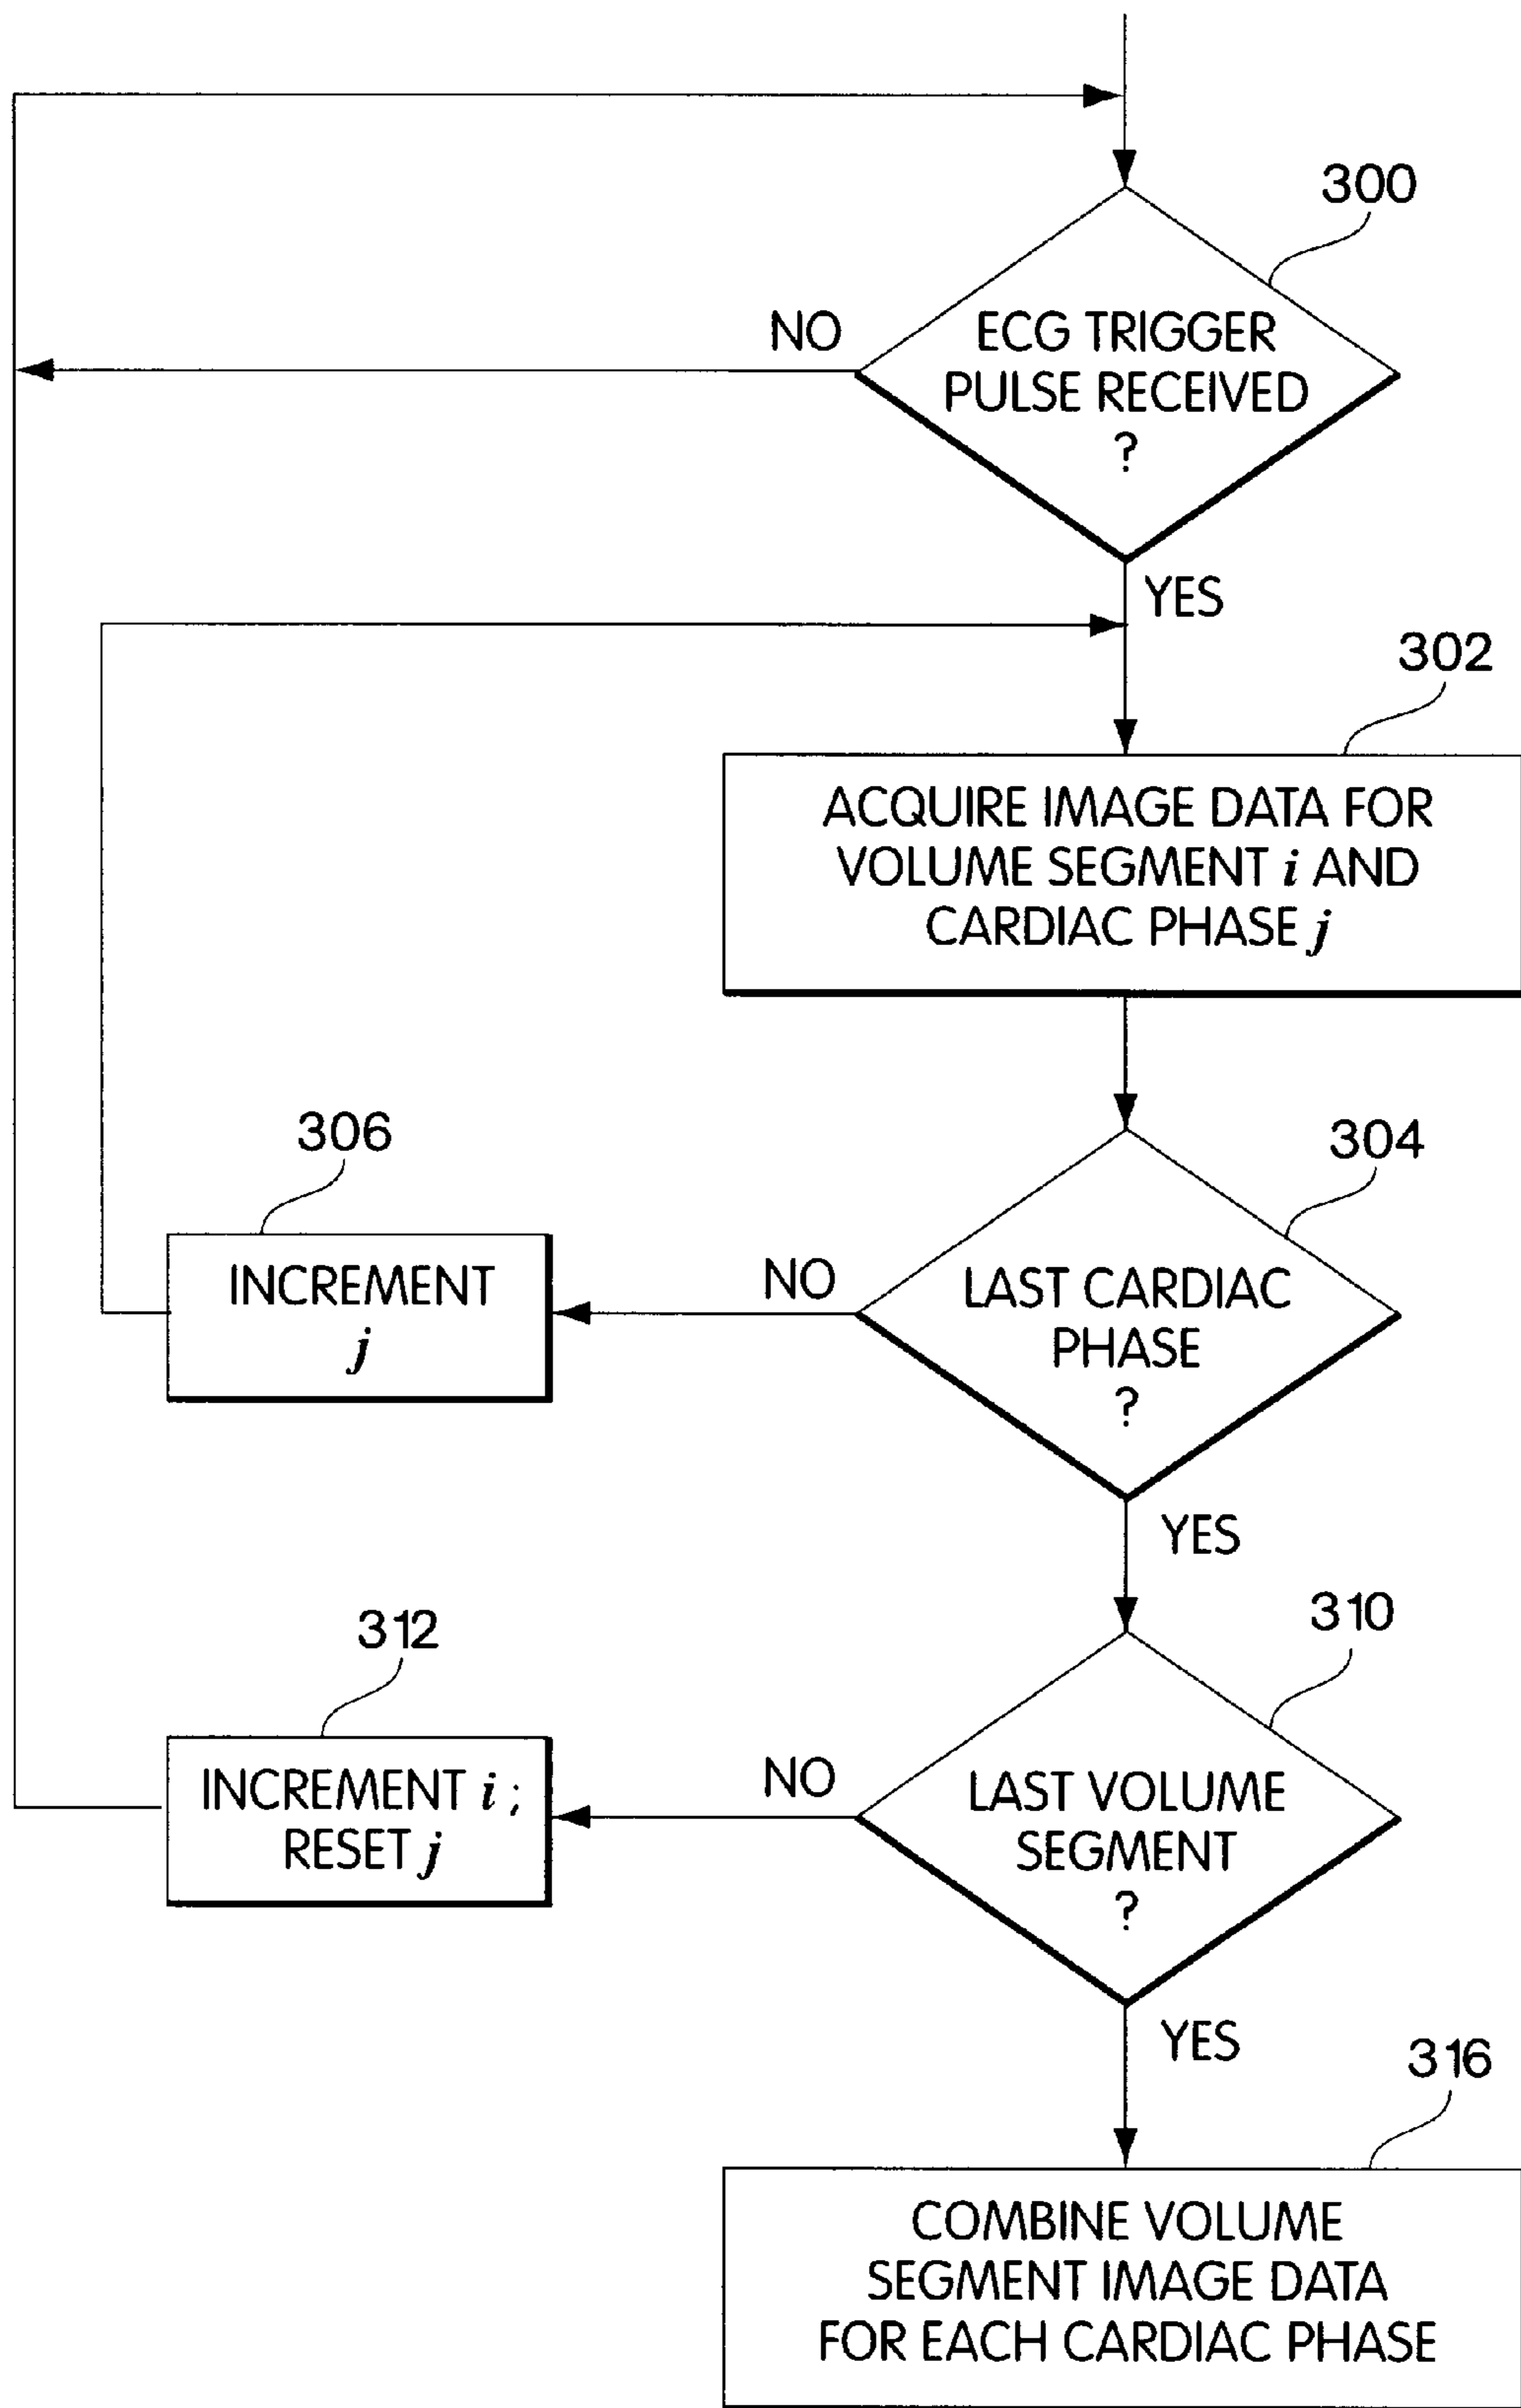 300
NO
ECG TRIGGER
PULSE RECEIVED
?
YES
302
ACQUIRE IMAGE DATA FOR
VOLUME SEGMENT i AND
CARDIAC PHASE j
306
304
INCREMENT
j
NO
LAST CARDIAC
PHASE
?
YES
312
310
INCREMENT i ;
RESET j
NO
LAST VOLUME
SEGMENT
?
YES
316
COMBINE VOLUME
SEGMENT IMAGE DATA
FOR EACH CARDIAC PHASE